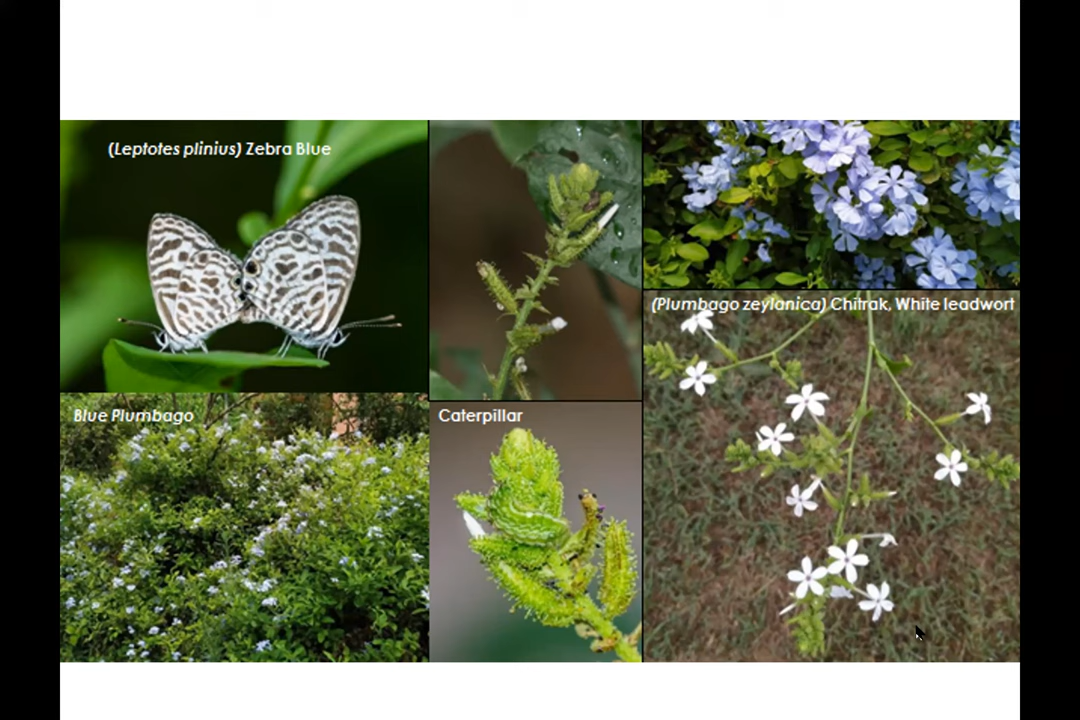 (Leptotes plinius) Zebra Blue
(Plumbago zeylanica) Chitrak, White leadwort
Blue Plumbago
Caterpillar